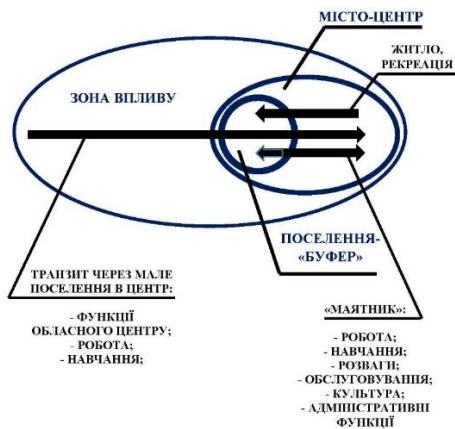 МІСТО-ЦЕНТР
ЖИТЛО,
РЕКРЕАЦІЯ
ЗОНА ВПЛИВУ
ПОСЕЛЕННЯ-
«БУФЕР»
ТРАНЗИТ ЧЕРЕЗ МАЛЕ
ПОСЕЛЕННЯ В ЦЕНТР:
- ФУНКЦІЇ
ОБЛАСНОГО ЦЕНТРУ;
- РОБОТА;
- НАВЧАННЯ;
«МАЯТНИК»:
- РОБОТА;
- НАВЧАННЯ;
- РОЗВАГИ;
- ОБСЛУГОВУВАННЯ;
- КУЛЬТУРА;
- АДМІНІСТРАТИВНІ
ФУНКЦІЇ